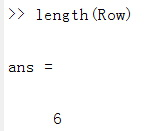 >> length(Row)
ans =
6